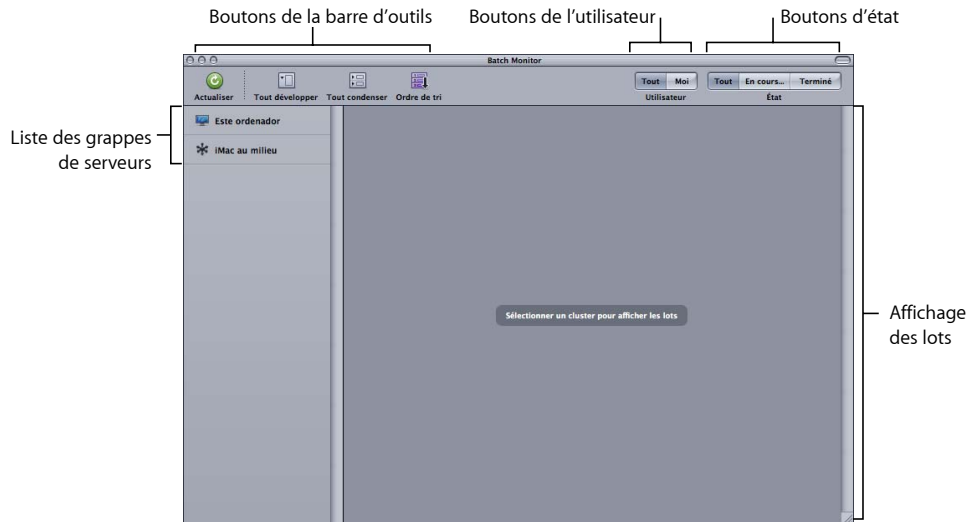 Boutons de la barre d’outils
Boutons de l’utilisateur
Boutons d’état
Batch Monitor
Actualiser
Tout développer
Tout condenser
Ordre de tri
Tout
Moi
Utilisateur
Tout
En cours...
Terminé
État
Liste des grappes
de serveurs
Este ordenador
iMac au milieu
Sélectionner un cluster pour afficher les lots
Affichage
des lots